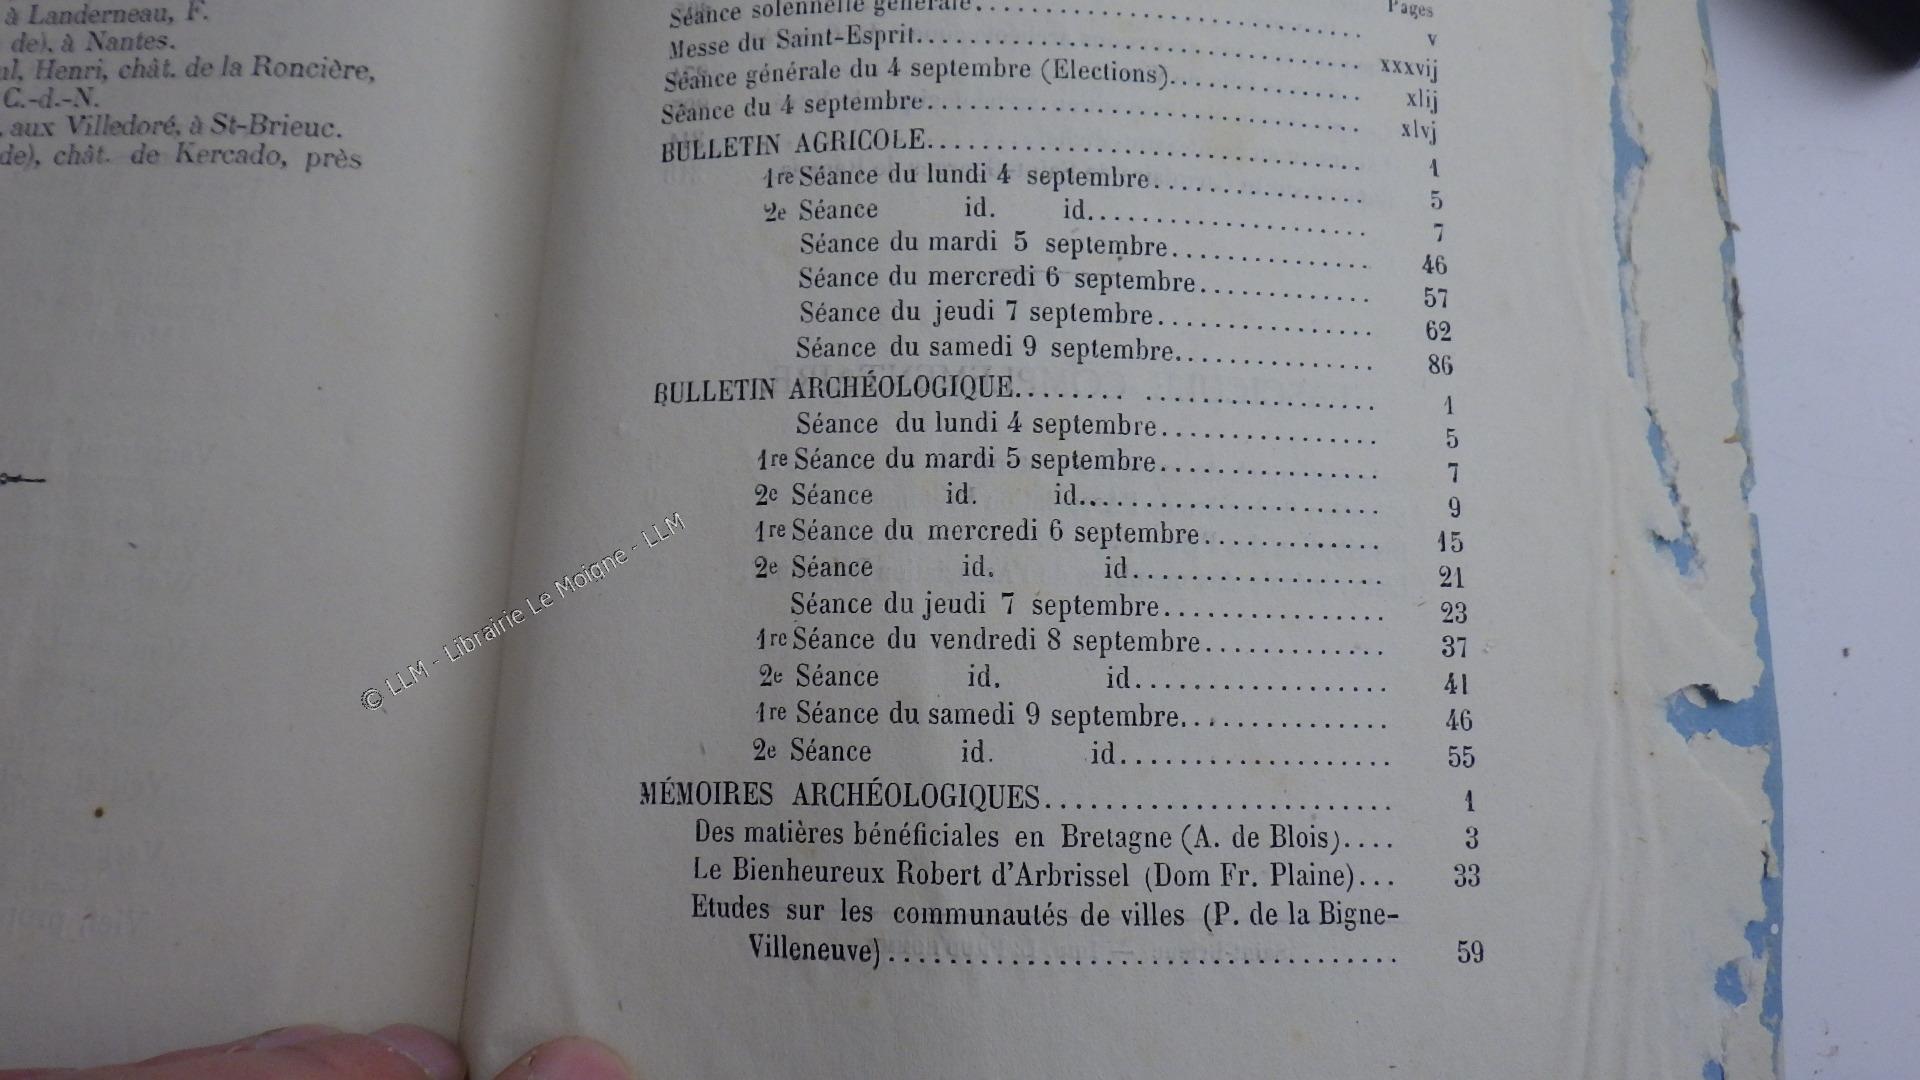 à Landerneau, F.
de), à Nantes.
Henri, chât. de la Roncière,
C.-d.-N.
, aux Villedoré, à St-Brieuc.
de), chât. de Kercado, près
Pages
Séance solennelle générale. v
Messe du Saint-Esprit. xxxvij
Séance générale du 4 septembre (Elections). xlij
Séance du 4 septembre. xlvj
BULLETIN AGRICOLE. 1
1re Séance du lundi 4 septembre. 5
2e Séance id. id. 7
Séance du mardi 5 septembre. 46
Séance du mercredi 6 septembre. 57
Séance du jeudi 7 septembre. 62
Séance du samedi 9 septembre. 86
BULLETIN ARCHÉOLOGIQUE. 1
Séance du lundi 4 septembre. 5
1re Séance du mardi 5 septembre. 7
2e Séance id. id. 9
1re Séance du mercredi 6 septembre. 15
2e Séance id. id. 21
Séance du jeudi 7 septembre. 23
1re Séance du vendredi 8 septembre. 37
2e Séance id. id. 41
1re Séance du samedi 9 septembre. 46
2e Séance id. id. 55
MÉMOIRES ARCHÉOLOGIQUES. 1
Des matières bénéficiales en Bretagne (A. de Blois). 3
Le Bienheureux Robert d'Arbrissel (Dom Fr. Plaine). 33
Etudes sur les communautés de villes (P. de la Bigne-
Villeneuve) 59
© LLM - Librairie Le Moigne - LLM